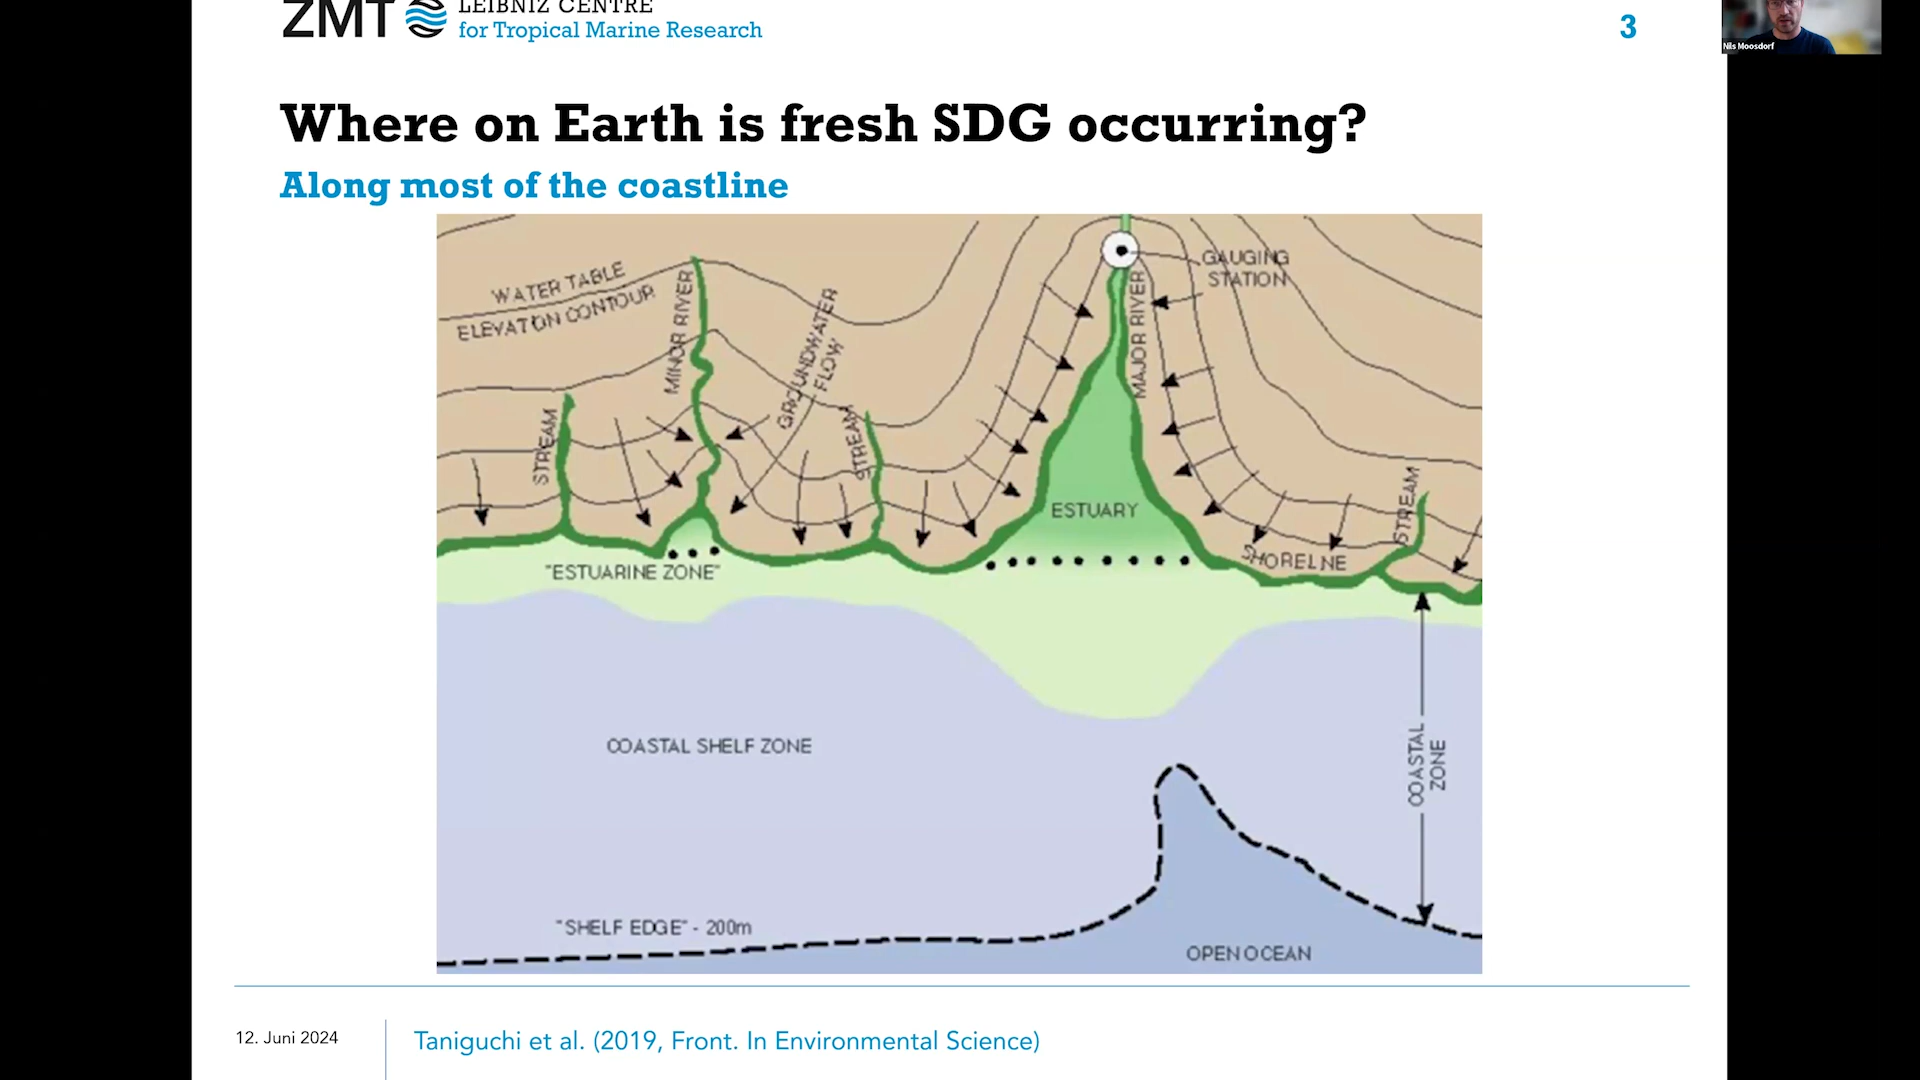 ZMT LEIBNIZ CENTRE
for Tropical Marine Research
3
Nils Moosdorf
Where on Earth is fresh SDG occurring?
Along most of the coastline
WATER TABLE
ELEVATON CONTOUR
MINOR RIVER
GROUNDWATER
FLOW
STREAM
STREAM
GAUGING
STATION
MAJOR RIVER
ESTUARY
STREAM
SHORELNE
"ESTUARINE ZONE"
COASTAL SHELF ZONE
COASTAL
ZONE
"SHELF EDGE" - 200m
OPEN OCEAN
12. Juni 2024
Taniguchi et al. (2019, Front. In Environmental Science)